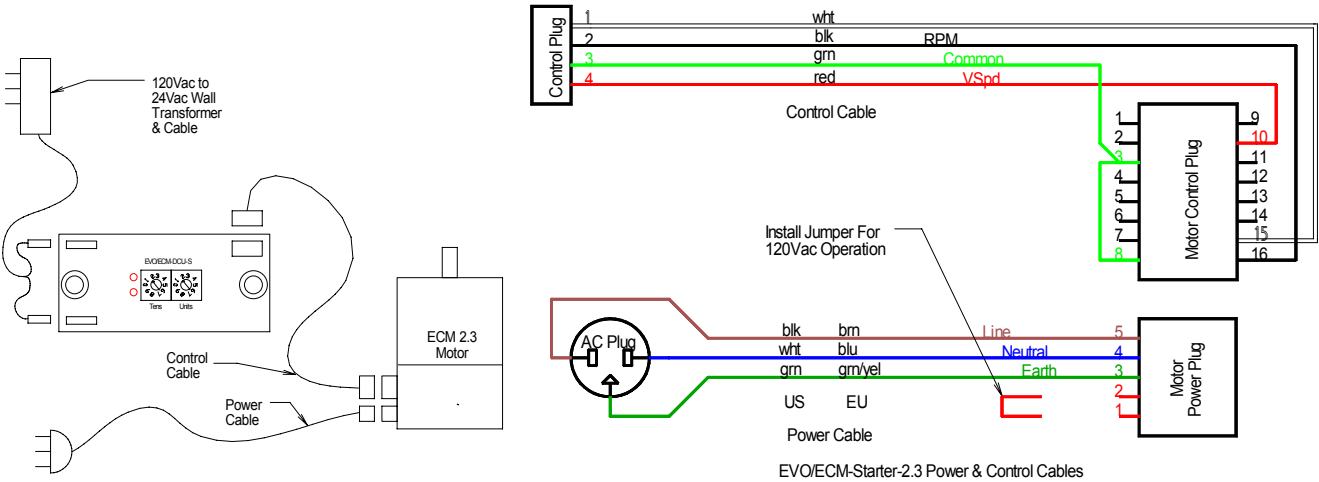 120Vac to
24Vac Wall
Transformer
& Cable
EVO/ECM-DCU-S
Tens
Units
ECM 2.3
Motor
Control
Cable
Power
Cable
Control Plug
1
2
3
4
wht
blk
RPM
grn
Common
red
VSpd
Control Cable
Motor Control Plug
1
2
3
4
5
6
7
8
9
10
11
12
13
14
15
16
Install Jumper For
120Vac Operation
AC Plug
blk brn Line 5
wht blu Neutral 4
grn grn/yel Earth 3
2
1
US EU
Power Cable
Motor
Power Plug
EVO/ECM-Starter-2.3 Power & Control Cables